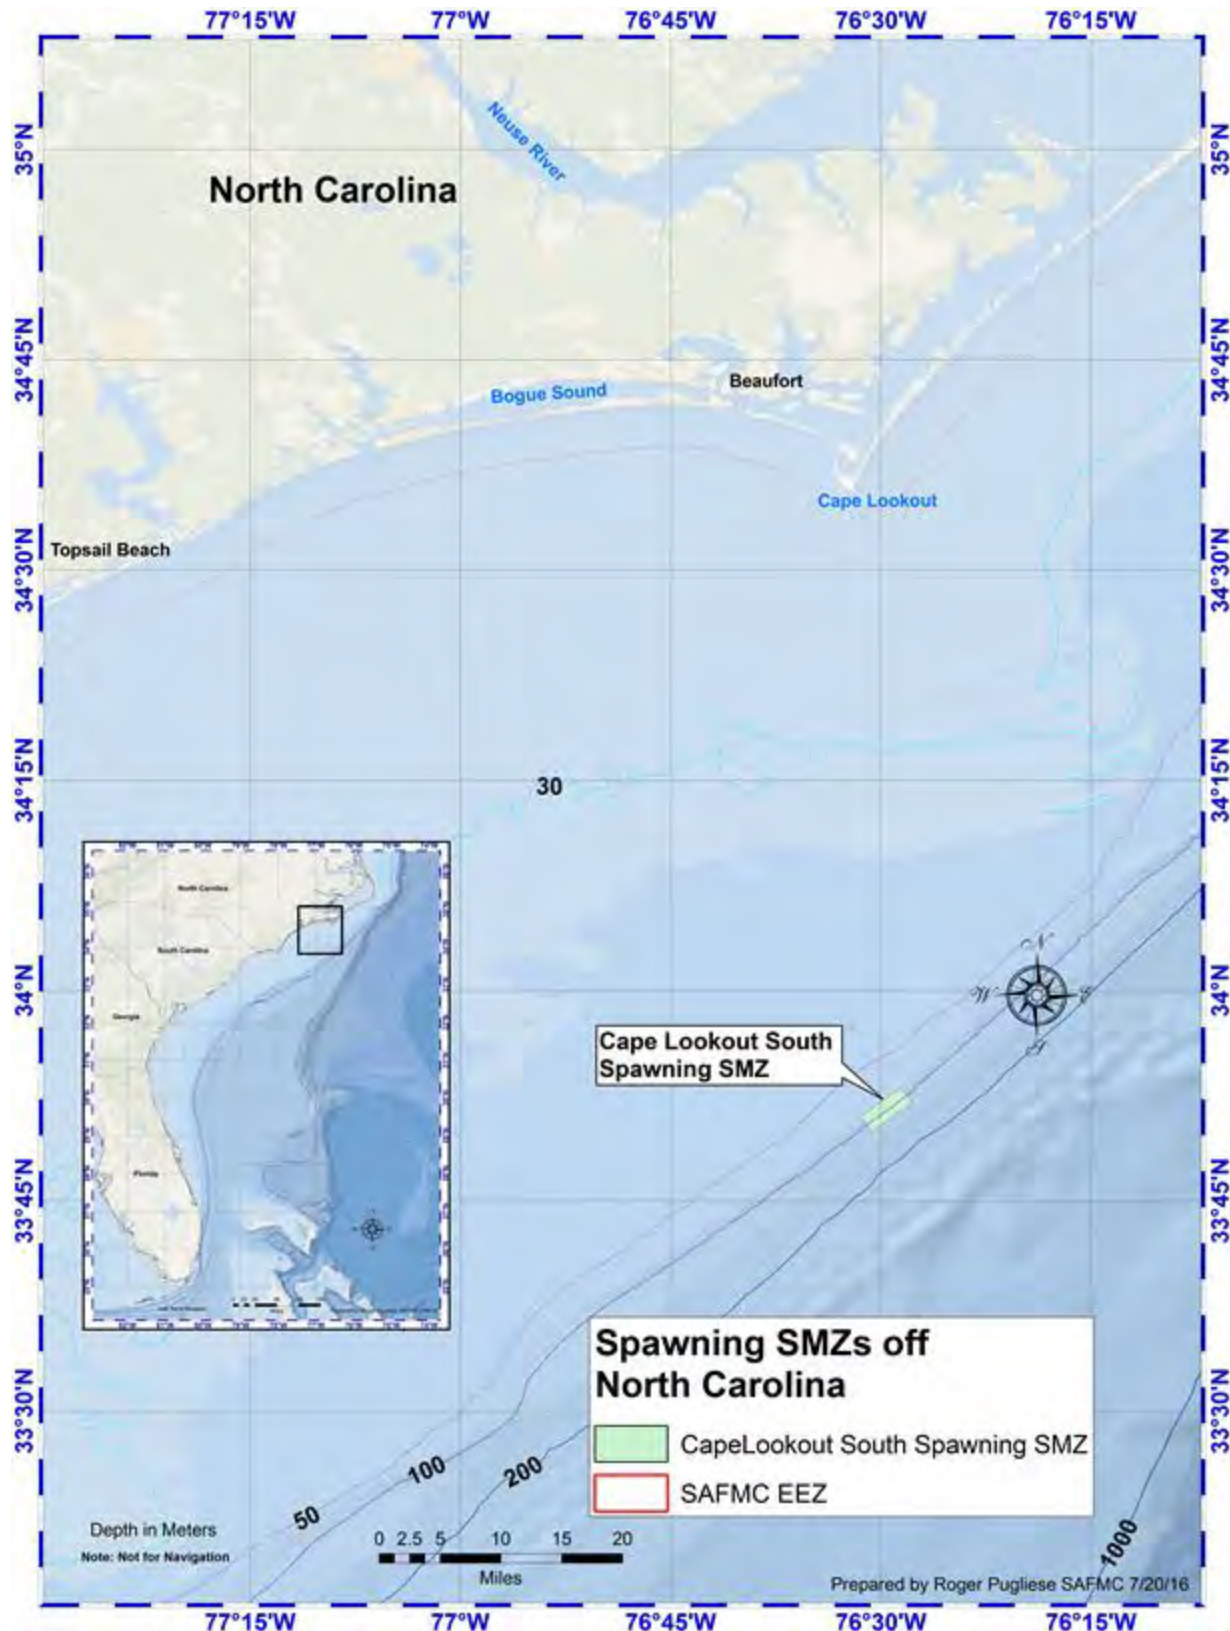 77°15'W 77°W 76°45'W 76°30'W 76°15'W
35°N 35°N
Neuse River
North Carolina
34°45'N 34°45'N
Beaufort
Bogue Sound
Cape Lookout
Topsail Beach
34°30'N 34°30'N
34°15'N 34°15'N
30
North Carolina
South Carolina
Georgia
Florida
34°N 34°N
N
W E
S
Cape Lookout South
Spawning SMZ
33°45'N 33°45'N
Spawning SMZs off
North Carolina
33°30'N 33°30'N
CapeLookout South Spawning SMZ
SAFMC EEZ
50
100
200
1000
Depth in Meters
Note: Not for Navigation
0 2.5 5 10 15 20
Miles
Prepared by Roger Pugliese SAFMC 7/20/16
77°15'W 77°W 76°45'W 76°30'W 76°15'W